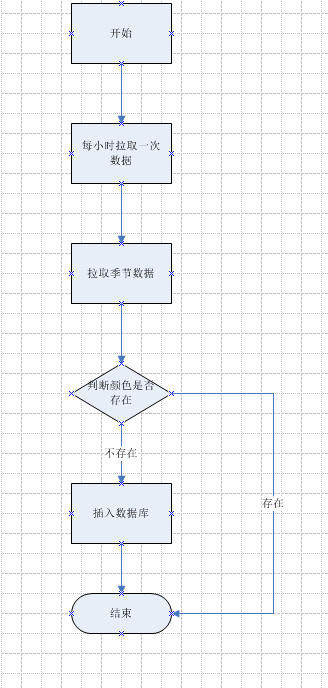 开始
每小时拉取一次
数据
拉取季节数据
判断颜色是否
存在
不存在
存在
插入数据库
结束